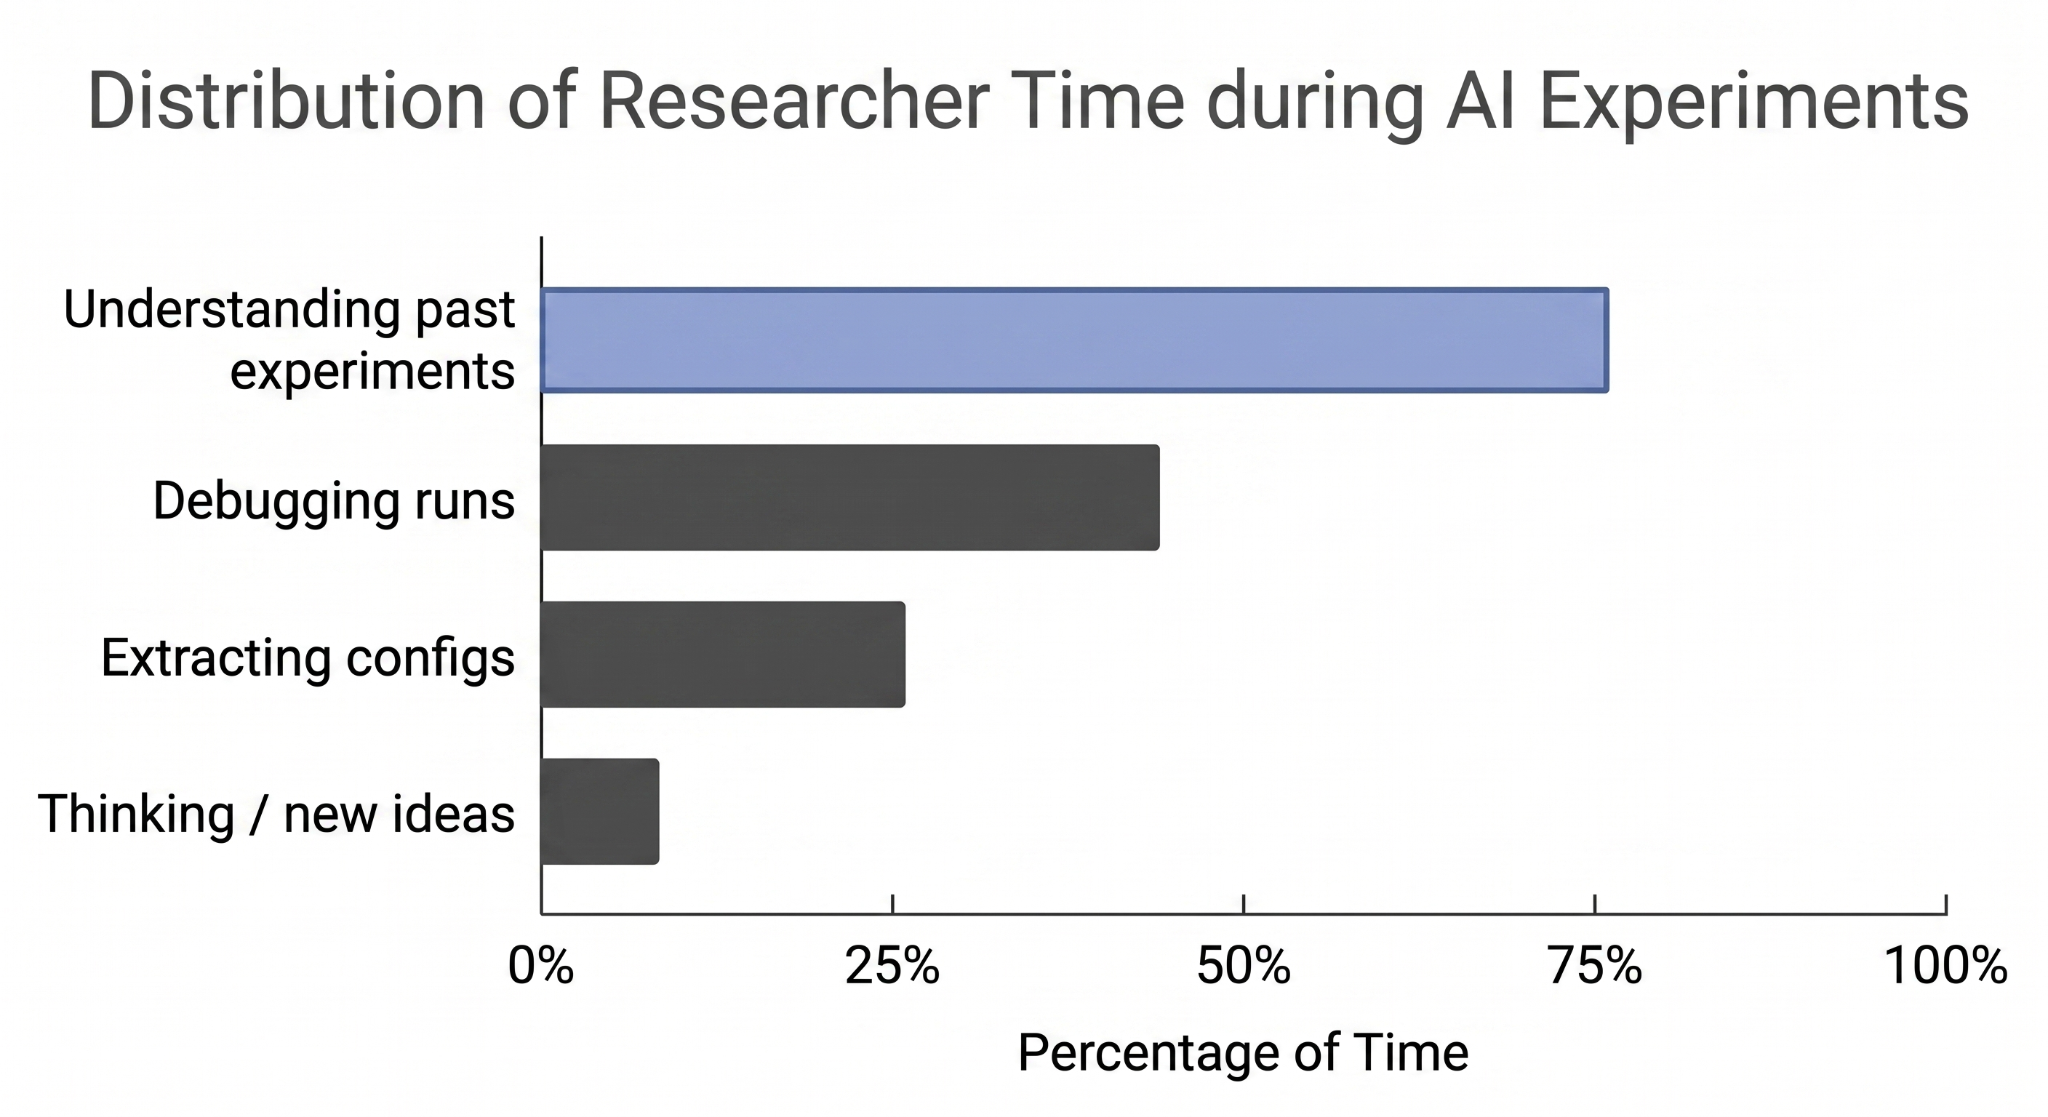 Distribution of Researcher Time during AI Experiments
Understanding past
experiments
Debugging runs
Extracting configs
Thinking / new ideas
0%
25%
50%
75%
100%
Percentage of Time